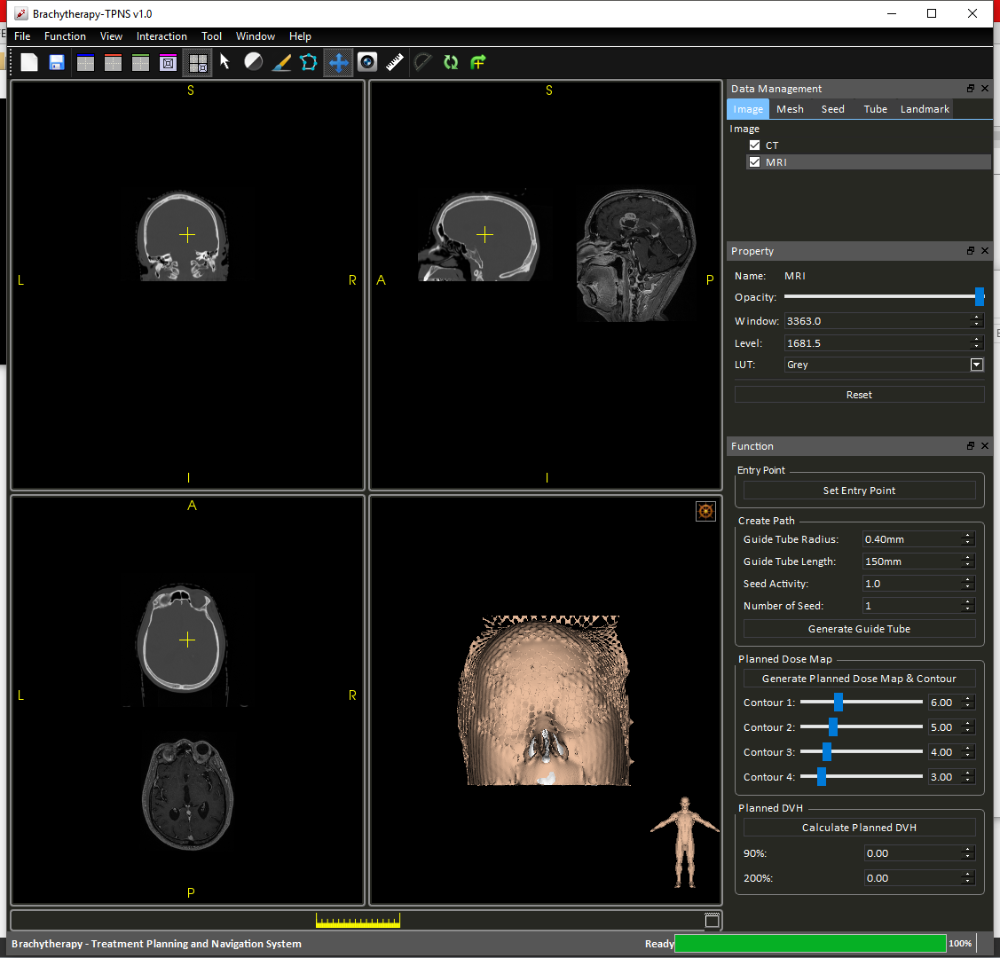 Brachytherapy-TPNS v1.0
File Function View Interaction Tool Window Help
S
L
R
I
S
A
P
I
A
L
R
P
Data Management
Image Mesh Seed Tube Landmark
Image
CT
MRI
Property
Name: MRI
Opacity:
Window: 3363.0
Level: 1681.5
LUT: Grey
Reset
Function
Entry Point
Set Entry Point
Create Path
Guide Tube Radius: 0.40mm
Guide Tube Length: 150mm
Seed Activity: 1.0
Number of Seed: 1
Generate Guide Tube
Planned Dose Map
Generate Planned Dose Map & Contour
Contour 1: 6.00
Contour 2: 5.00
Contour 3: 4.00
Contour 4: 3.00
Planned DVH
Calculate Planned DVH
90%: 0.00
200%: 0.00
Brachytherapy - Treatment Planning and Navigation System
Ready 100%